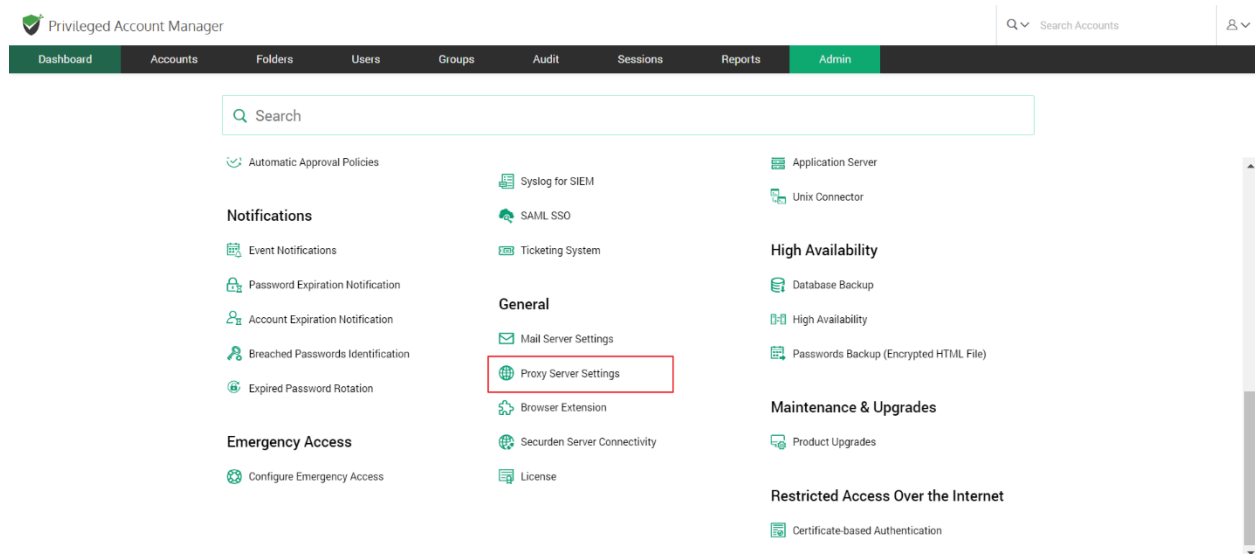 Privileged Account Manager
Search Accounts
Dashboard Accounts Folders Users Groups Audit Sessions Reports Admin
Search
Automatic Approval Policies
Notifications
Event Notifications
Password Expiration Notification
Account Expiration Notification
Breached Passwords Identification
Expired Password Rotation
Emergency Access
Configure Emergency Access
Syslog for SIEM
SAML SSO
Ticketing System
General
Mail Server Settings
Proxy Server Settings
Browser Extension
Securden Server Connectivity
License
Application Server
Unix Connector
High Availability
Database Backup
High Availability
Passwords Backup (Encrypted HTML File)
Maintenance & Upgrades
Product Upgrades
Restricted Access Over the Internet
Certificate-based Authentication